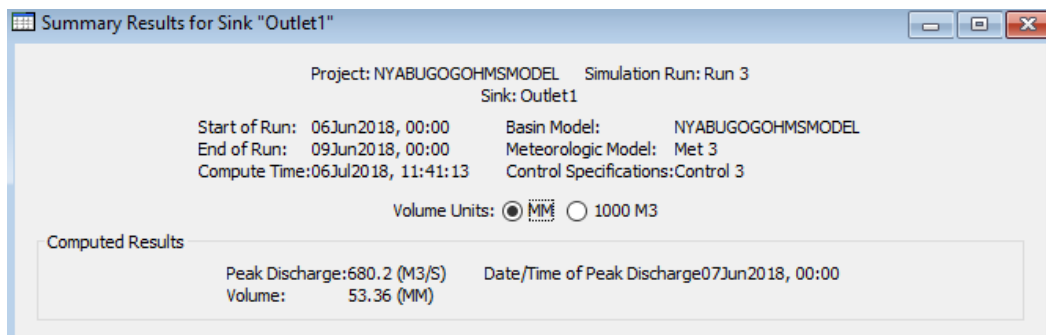 Summary Results for Sink "Outlet1"
Project: NYABUGOGOHMSMODEL Simulation Run: Run 3
Sink: Outlet1
Start of Run: 06Jun2018, 00:00 Basin Model: NYABUGOGOHMSMODEL
End of Run: 09Jun2018, 00:00 Meteorologic Model: Met 3
Compute Time:06Jul2018, 11:41:13 Control Specifications:Control 3
Volume Units: MM 1000 M3
Computed Results
Peak Discharge:680.2 (M3/S) Date/Time of Peak Discharge07Jun2018, 00:00
Volume: 53.36 (MM)